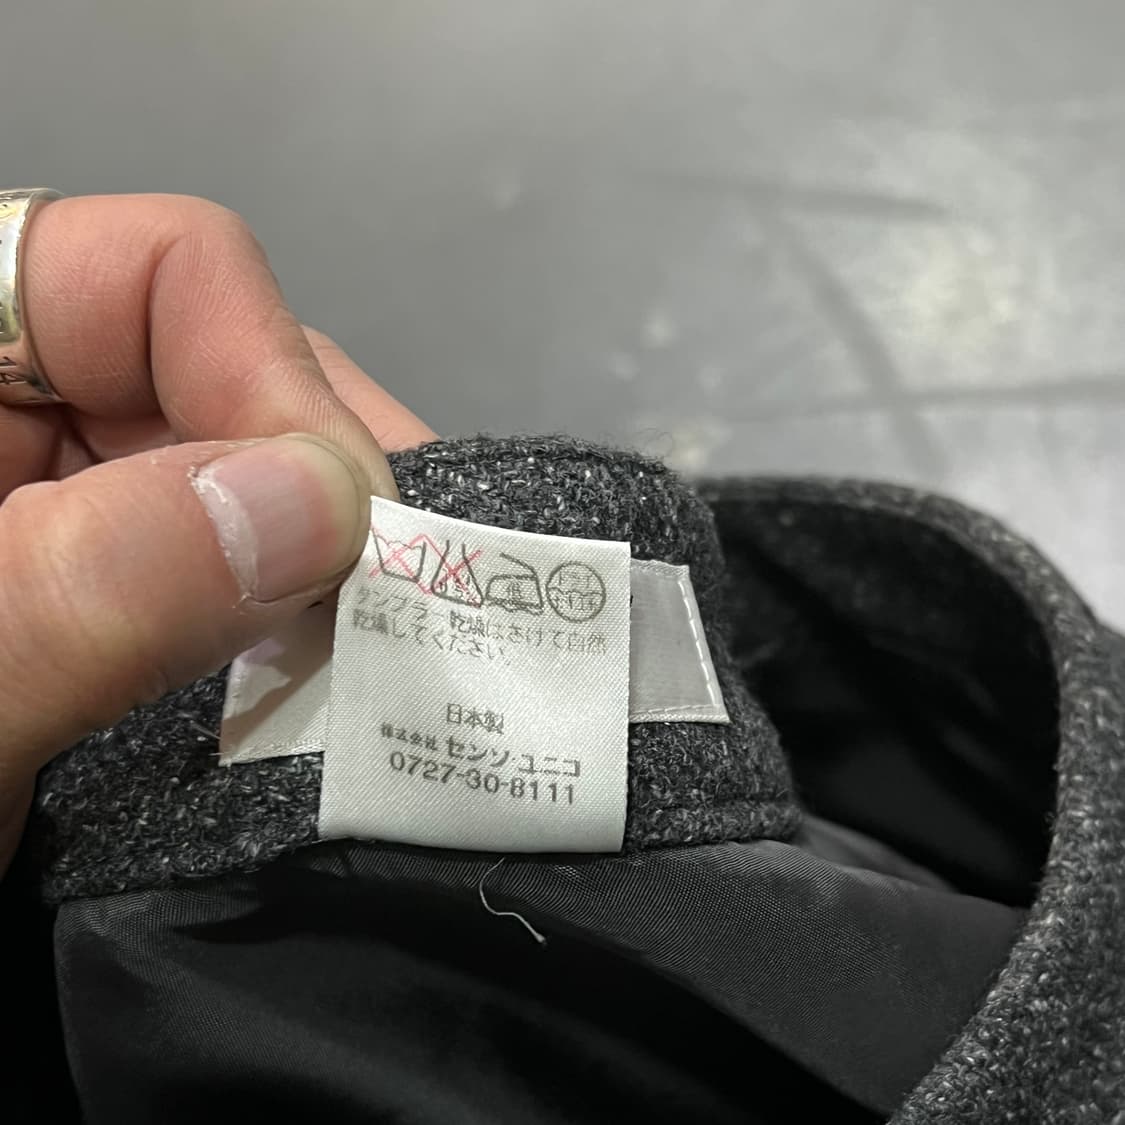 タンブラー乾燥はさけて自然
乾燥してください。
日本製
株式会社 センソ・ユニコ
0727-30-8111